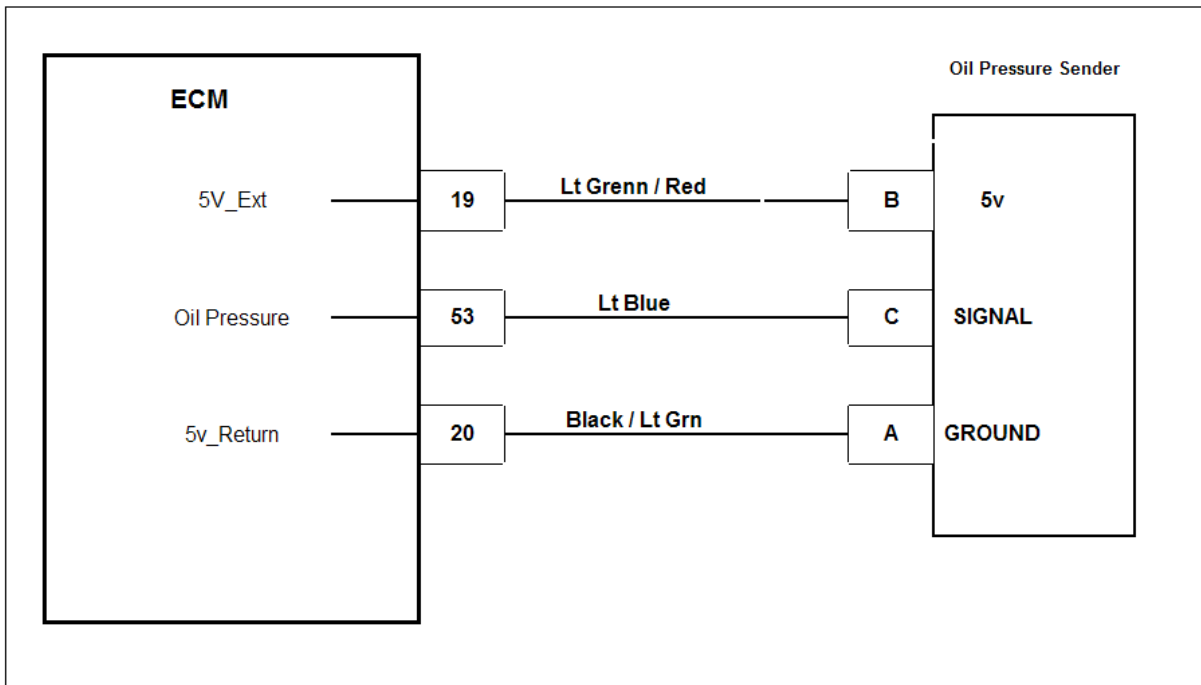 Oil Pressure Sender
ECM
5V_Ext
19
Lt Grenn / Red
B
5v
Oil Pressure
53
Lt Blue
C
SIGNAL
5v_Return
20
Black / Lt Grn
A
GROUND